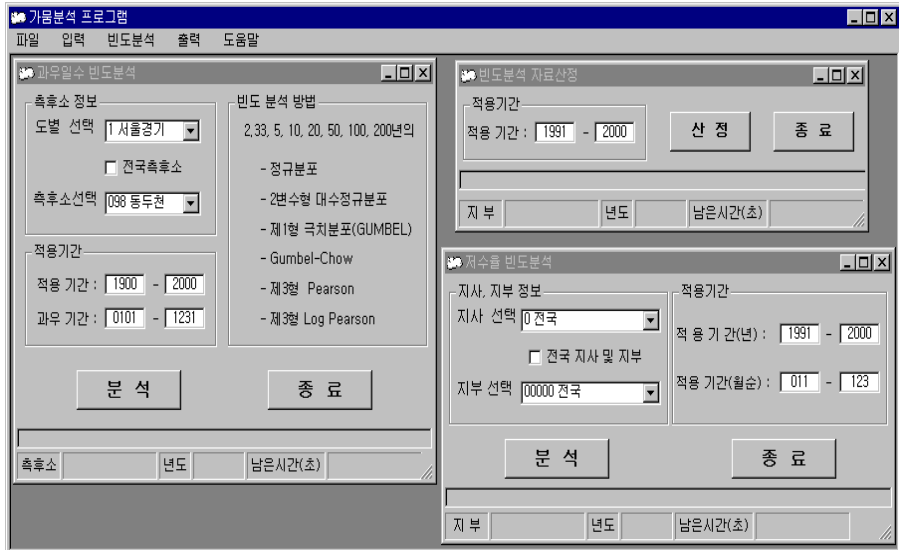 가뭄분석 프로그램
파일 입력 빈도분석 출력 도움말
과우일수 빈도분석
측후소 정보
도별 선택 1 서울경기
전국측후소
측후소선택 098 동두천
적용기간
적용 기간 : 1900 - 2000
과우 기간 : 0101 - 1231
빈도 분석 방법
2,33, 5, 10, 20, 50, 100, 200년의
- 정규분포
- 2변수형 대수정규분포
- 제1형 극치분포(GUMBEL)
- Gumbel-Chow
- 제3형 Pearson
- 제3형 Log Pearson
분 석 종 료
측후소 년도 남은시간(초)
빈도분석 자료산정
적용기간
적용 기간 : 1991 - 2000
산 정 종 료
지 부 년도 남은시간(초)
저수율 빈도분석
지사, 지부 정보
지사 선택 0 전국
전국 지사 및 지부
지부 선택 00000 전국
적용기간
적 용 기 간(년) : 1991 - 2000
적용 기간(월순) : 011 - 123
분 석 종 료
지 부 년도 남은시간(초)